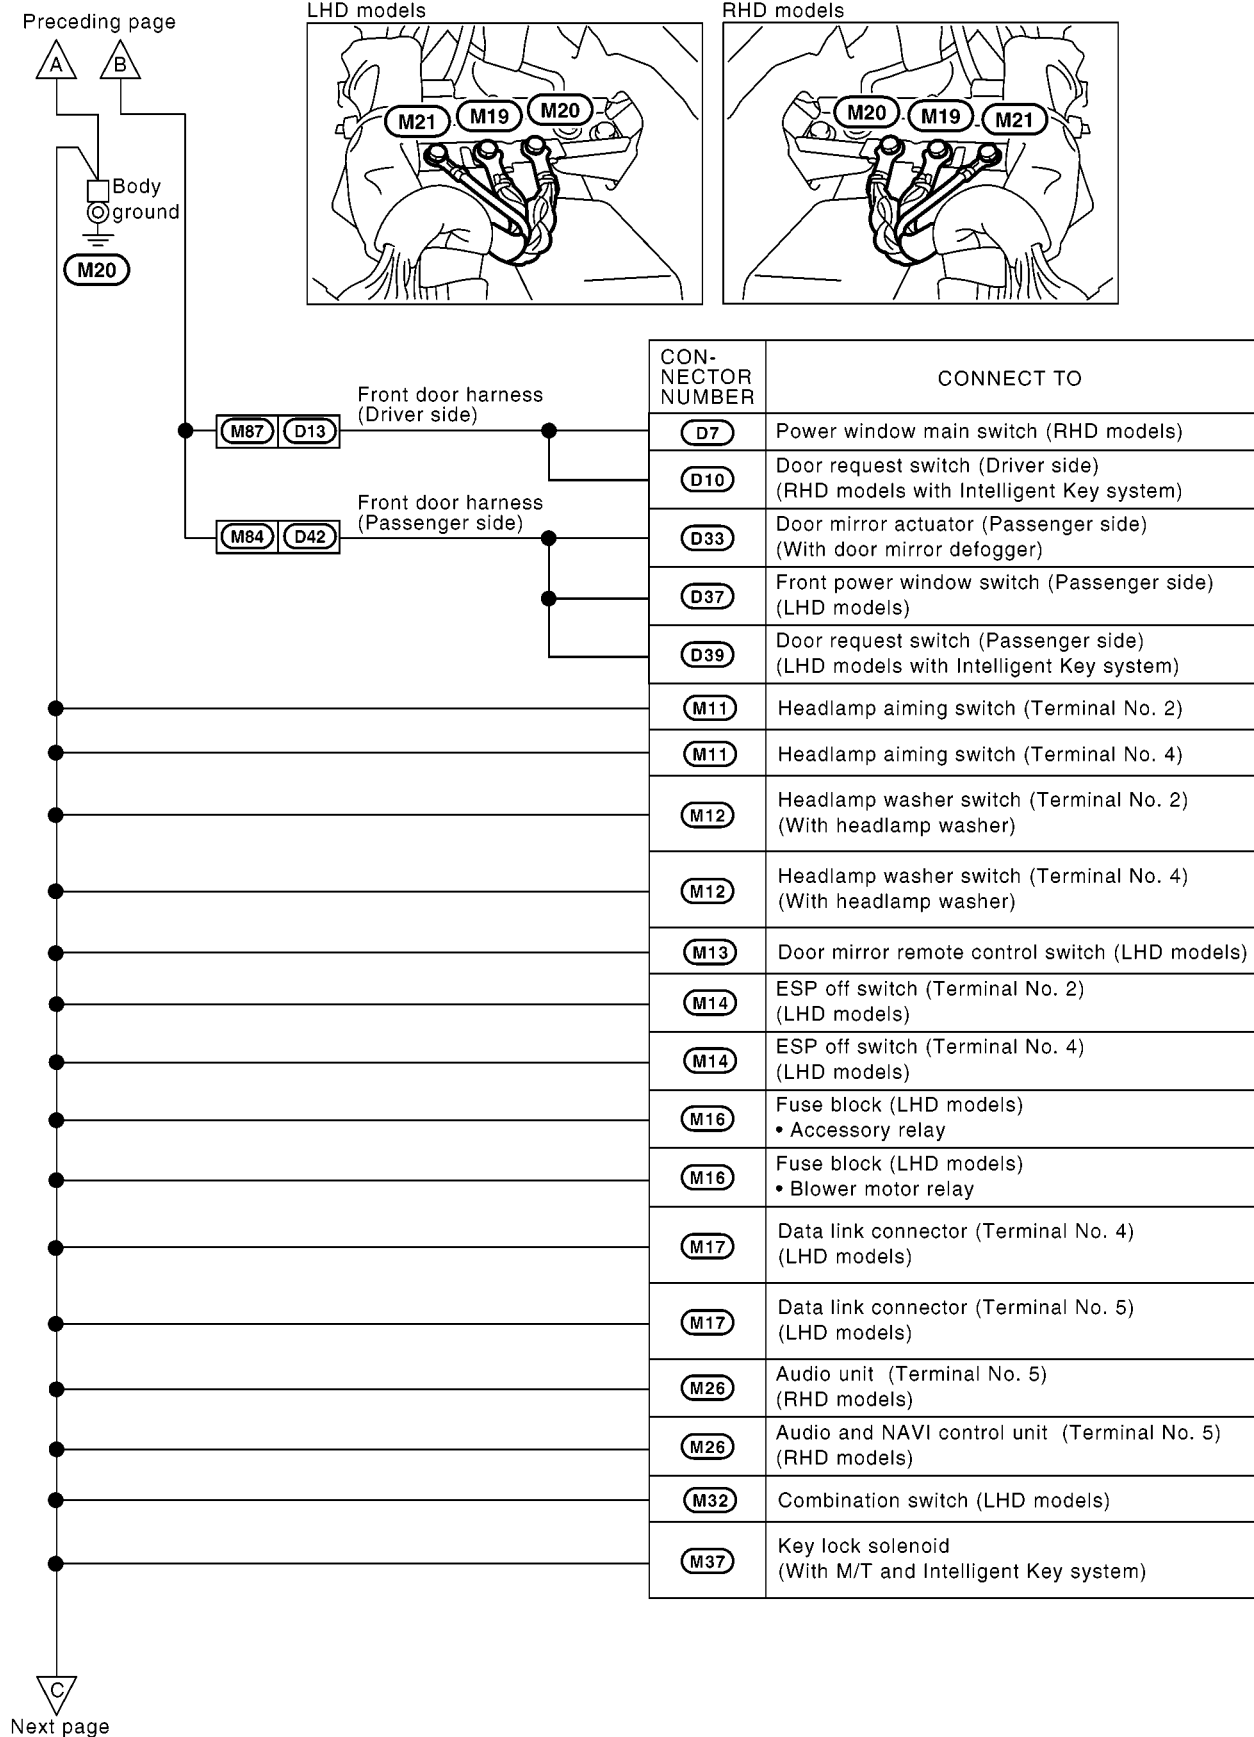 Preceding page
A
B
LHD models
M21
M19
M20
RHD models
M20
M19
M21
Body
ground
M20
CON-
NECTOR
NUMBER
CONNECT TO
Front door harness
(Driver side)
M87 D13
D7 Power window main switch (RHD models)
D10 Door request switch (Driver side)
(RHD models with Intelligent Key system)
Front door harness
(Passenger side)
M84 D42
D33 Door mirror actuator (Passenger side)
(With door mirror defogger)
D37 Front power window switch (Passenger side)
(LHD models)
D39 Door request switch (Passenger side)
(LHD models with Intelligent Key system)
M11 Headlamp aiming switch (Terminal No. 2)
M11 Headlamp aiming switch (Terminal No. 4)
M12 Headlamp washer switch (Terminal No. 2)
(With headlamp washer)
M12 Headlamp washer switch (Terminal No. 4)
(With headlamp washer)
M13 Door mirror remote control switch (LHD models)
M14 ESP off switch (Terminal No. 2)
(LHD models)
M14 ESP off switch (Terminal No. 4)
(LHD models)
M16 Fuse block (LHD models)
• Accessory relay
M16 Fuse block (LHD models)
• Blower motor relay
M17 Data link connector (Terminal No. 4)
(LHD models)
M17 Data link connector (Terminal No. 5)
(LHD models)
M26 Audio unit (Terminal No. 5)
(RHD models)
M26 Audio and NAVI control unit (Terminal No. 5)
(RHD models)
M32 Combination switch (LHD models)
M37 Key lock solenoid
(With M/T and Intelligent Key system)
C
Next page